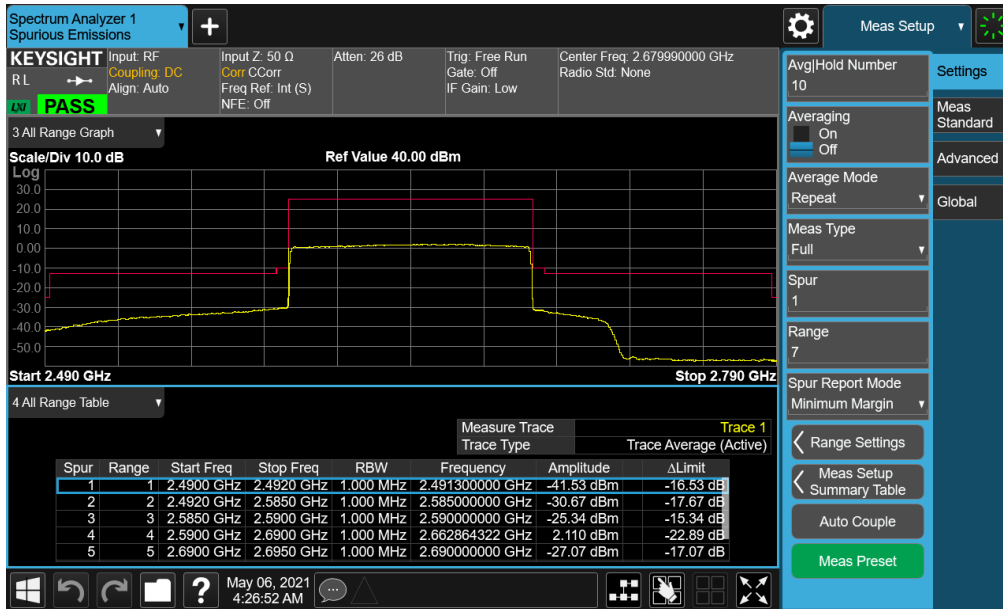 Spectrum Analyzer 1
Spurious Emissions
+
Meas Setup
KEYSIGHT
R L
LXI
PASS
Input: RF
Coupling: DC
Align: Auto
Input Z: 50 Ω
Corr CCorr
Freq Ref: Int (S)
NFE: Off
Atten: 26 dB
Trig: Free Run
Gate: Off
IF Gain: Low
Center Freq: 2.679990000 GHz
Radio Std: None
3 All Range Graph
Scale/Div 10.0 dB
Ref Value 40.00 dBm
Log
30.0
20.0
10.0
0.00
-10.0
-20.0
-30.0
-40.0
-50.0
Start 2.490 GHz
Stop 2.790 GHz
4 All Range Table
Measure Trace Trace 1
Trace Type Trace Average (Active)
Spur Range Start Freq Stop Freq RBW Frequency Amplitude ΔLimit
1 1 2.4900 GHz 2.4920 GHz 1.000 MHz 2.491300000 GHz -41.53 dBm -16.53 dB
2 2 2.4920 GHz 2.5850 GHz 1.000 MHz 2.585000000 GHz -30.67 dBm -17.67 dB
3 3 2.5850 GHz 2.5900 GHz 1.000 MHz 2.590000000 GHz -25.34 dBm -15.34 dB
4 4 2.5900 GHz 2.6900 GHz 1.000 MHz 2.662864322 GHz 2.110 dBm -22.89 dB
5 5 2.6900 GHz 2.6950 GHz 1.000 MHz 2.690000000 GHz -27.07 dBm -17.07 dB
Avg|Hold Number
10
Averaging
On
Off
Average Mode
Repeat
Meas Type
Full
Spur
1
Range
7
Spur Report Mode
Minimum Margin
Range Settings
Meas Setup
Summary Table
Auto Couple
Meas Preset
Settings
Meas
Standard
Advanced
Global
?
May 06, 2021
4:26:52 AM